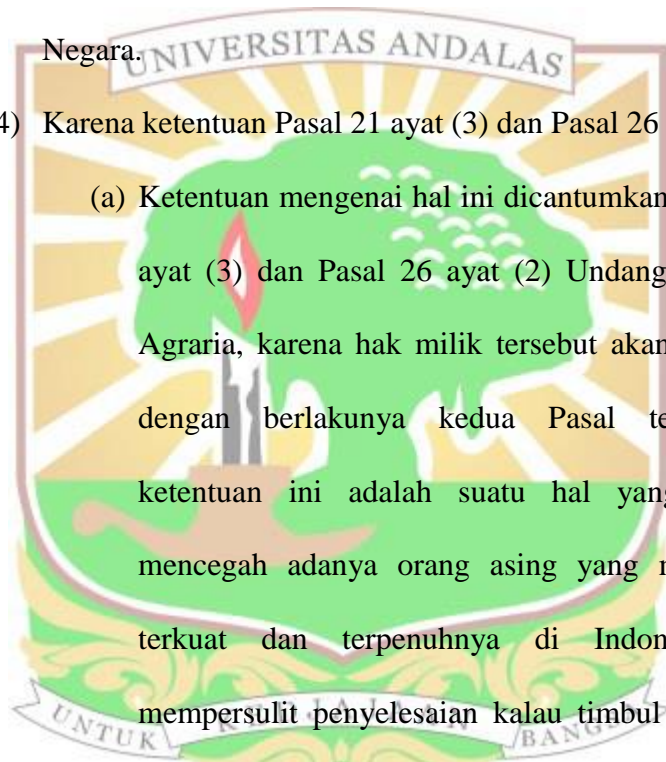 Negara.
UNIVERSITAS ANDALAS
4) Karena ketentuan Pasal 21 ayat (3) dan Pasal 26
(a) Ketentuan mengenai hal ini dicantumkan
ayat (3) dan Pasal 26 ayat (2) Undang
Agraria, karena hak milik tersebut akan
dengan berlakunya kedua Pasal te
ketentuan ini adalah suatu hal yang
mencegah adanya orang asing yang
terkuat dan terpenuhnya di Indon
mempersulit penyelesaian kalau timbul
UNTUK KEDJAJAAN BANGSA